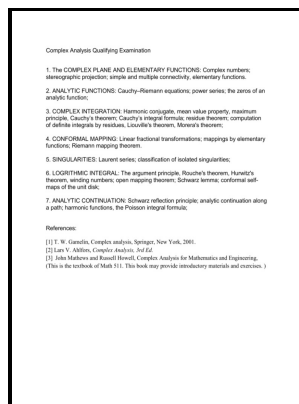 Complex Analysis Qualifying Examination
1. The COMPLEX PLANE AND ELEMENTARY FUNCTIONS: Complex numbers;
stereographic projection; simple and multiple connectivity, elementary functions.
2. ANALYTIC FUNCTIONS: Cauchy–Riemann equations; power series; the zeros of an
analytic function;
3. COMPLEX INTEGRATION: Harmonic conjugate, mean value property, maximum
principle, Cauchy's theorem; Cauchy's integral formula; residue theorem; computation
of definite integrals by residues, Liouville's theorem, Morera's theorem;
4. CONFORMAL MAPPING: Linear fractional transformations; mappings by elementary
functions; Riemann mapping theorem.
5. SINGULARITIES: Laurent series; classification of isolated singularities;
6. LOGRITHMIC INTEGRAL: The argument principle, Rouche's theorem, Hurwitz's
theorem, winding numbers; open mapping theorem; Schwarz lemma; conformal self-
maps of the unit disk;
7. ANALYTIC CONTINUATION: Schwarz reflection principle; analytic continuation along
a path; harmonic functions, the Poisson integral formula;
References:
[1] T. W. Gamelin, Complex analysis, Springer, New York, 2001.
[2] Lars V. Ahlfors, Complex Analysis, 3rd Ed.
[3] John Mathews and Russell Howell, Complex Analysis for Mathematics and Engineering,
(This is the textbook of Math 511. This book may provide introductory materials and exercises. )